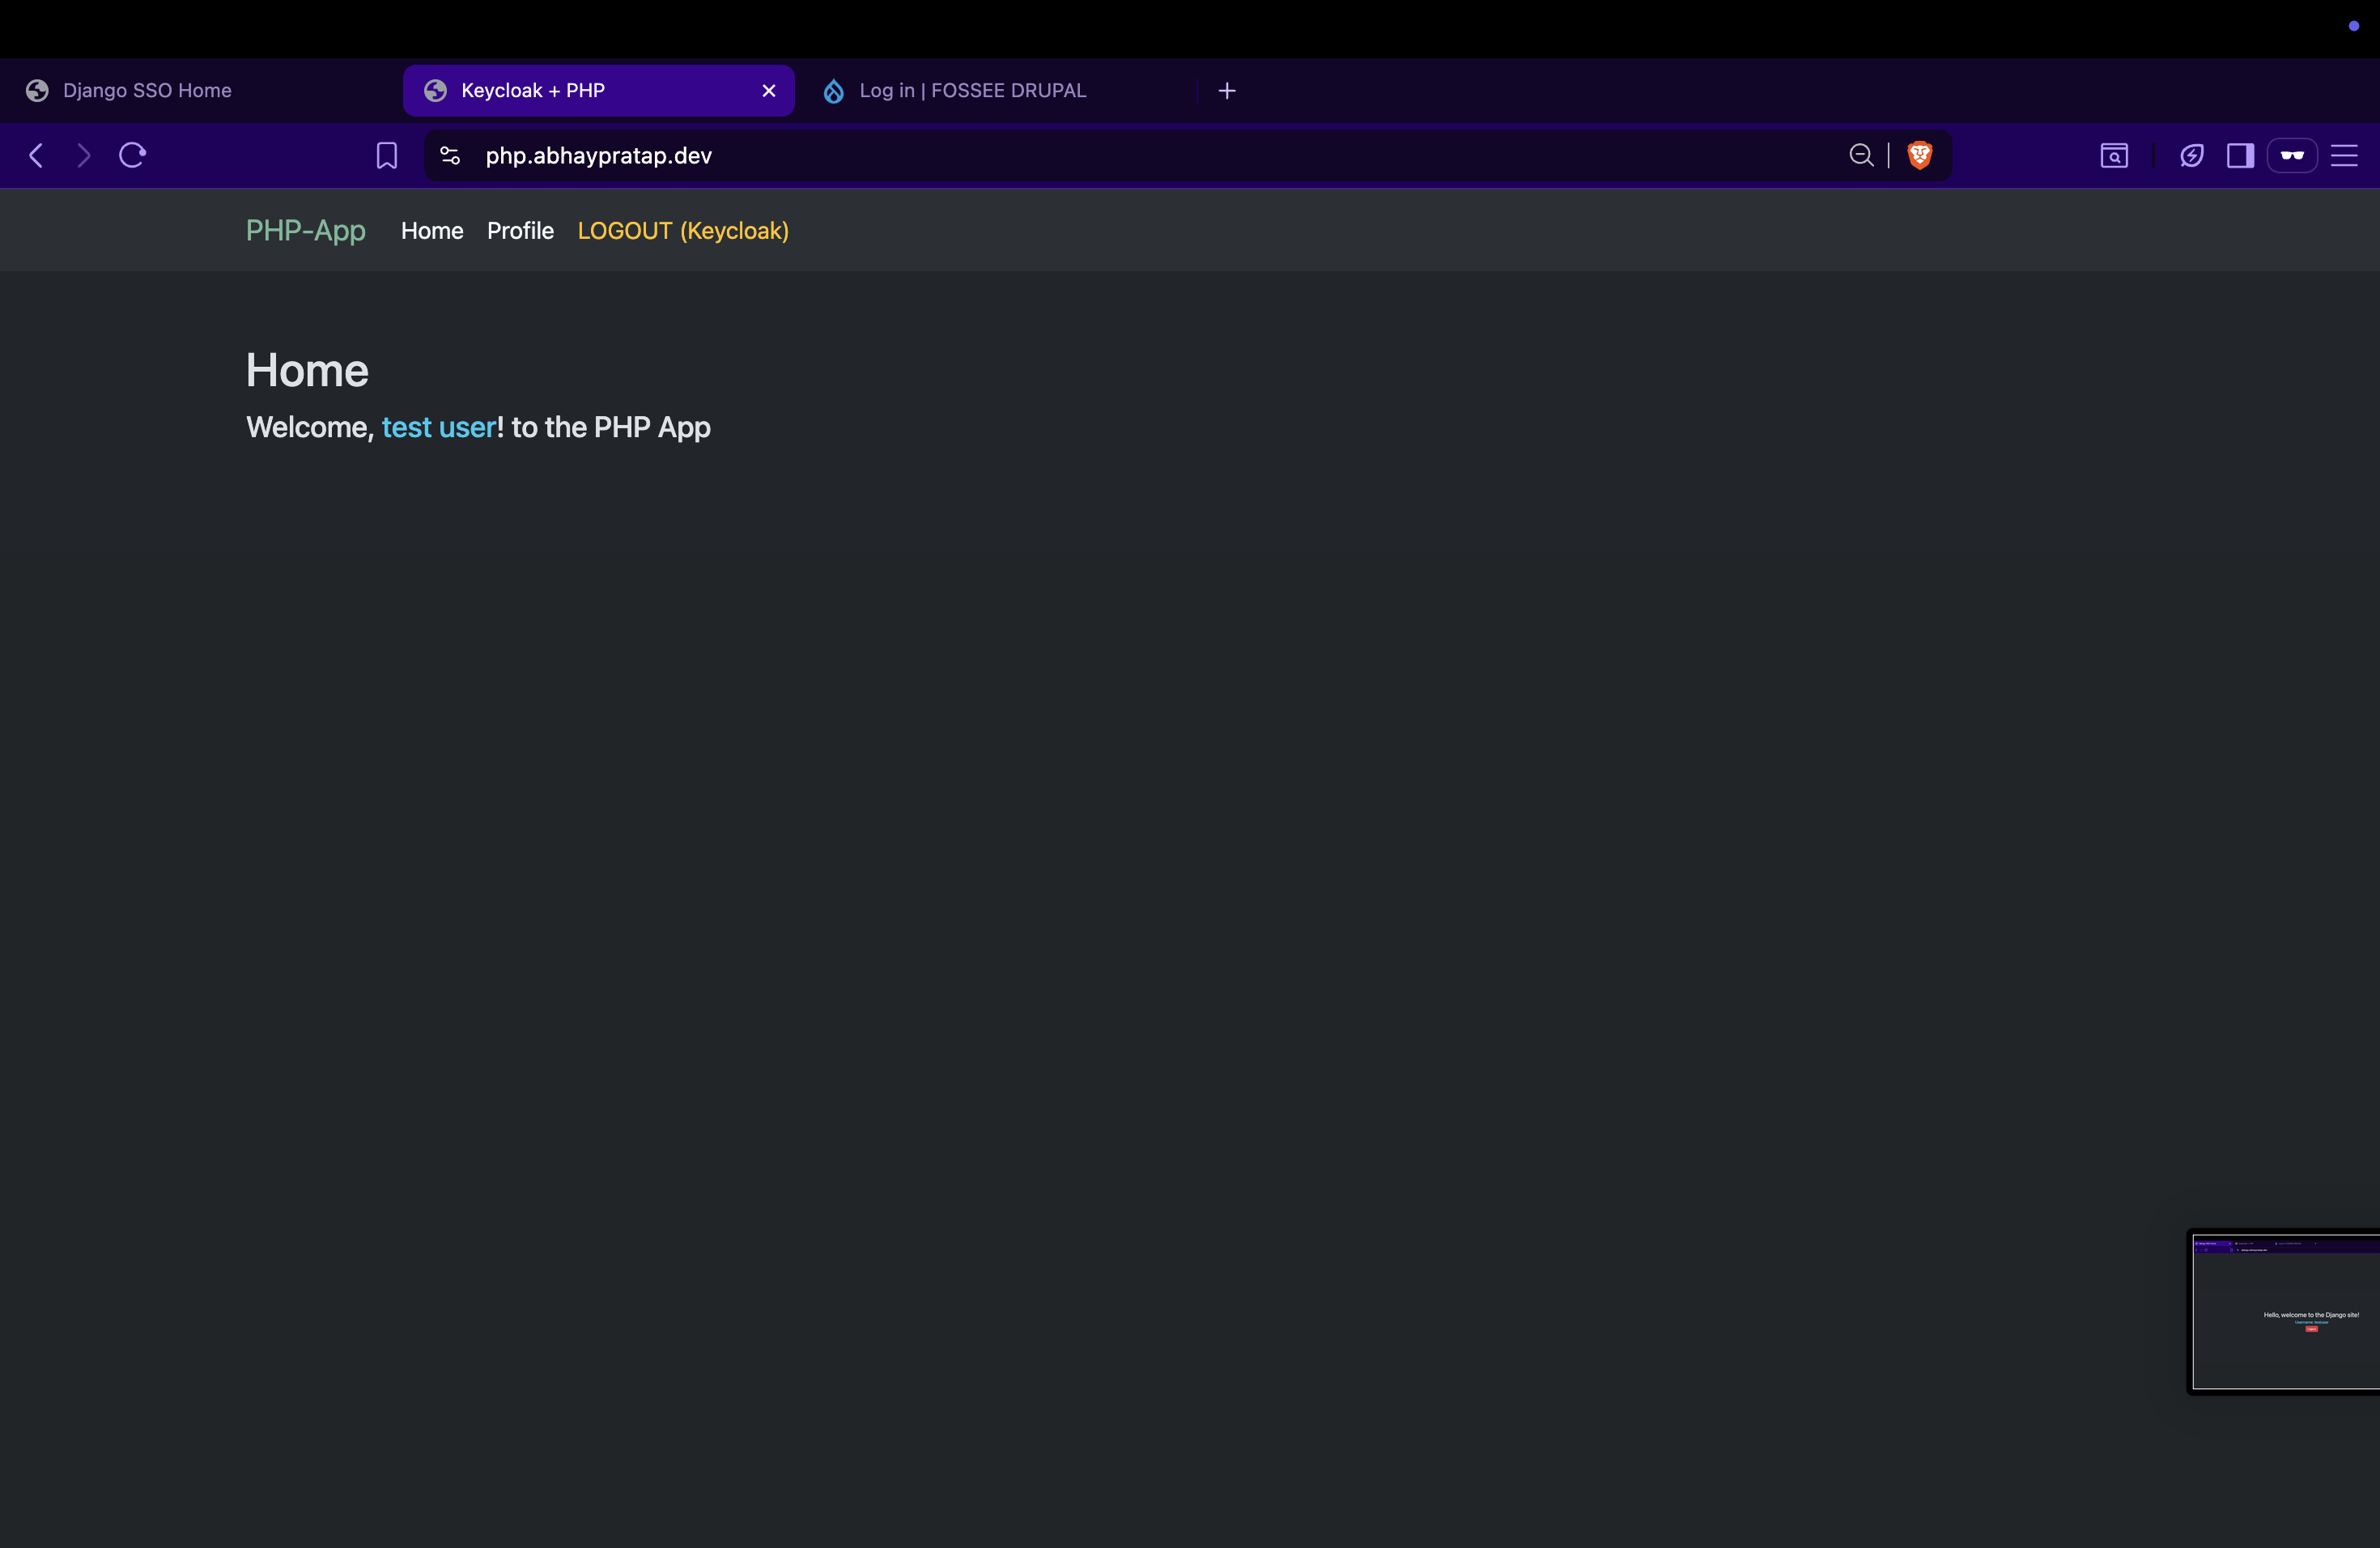 Django SSO Home
Keycloak + PHP
Log in | FOSSEE DRUPAL
php.abhaypratap.dev
PHP-App Home Profile LOGOUT (Keycloak)
Home
Welcome, test user! to the PHP App
Hello, welcome to the Django site!